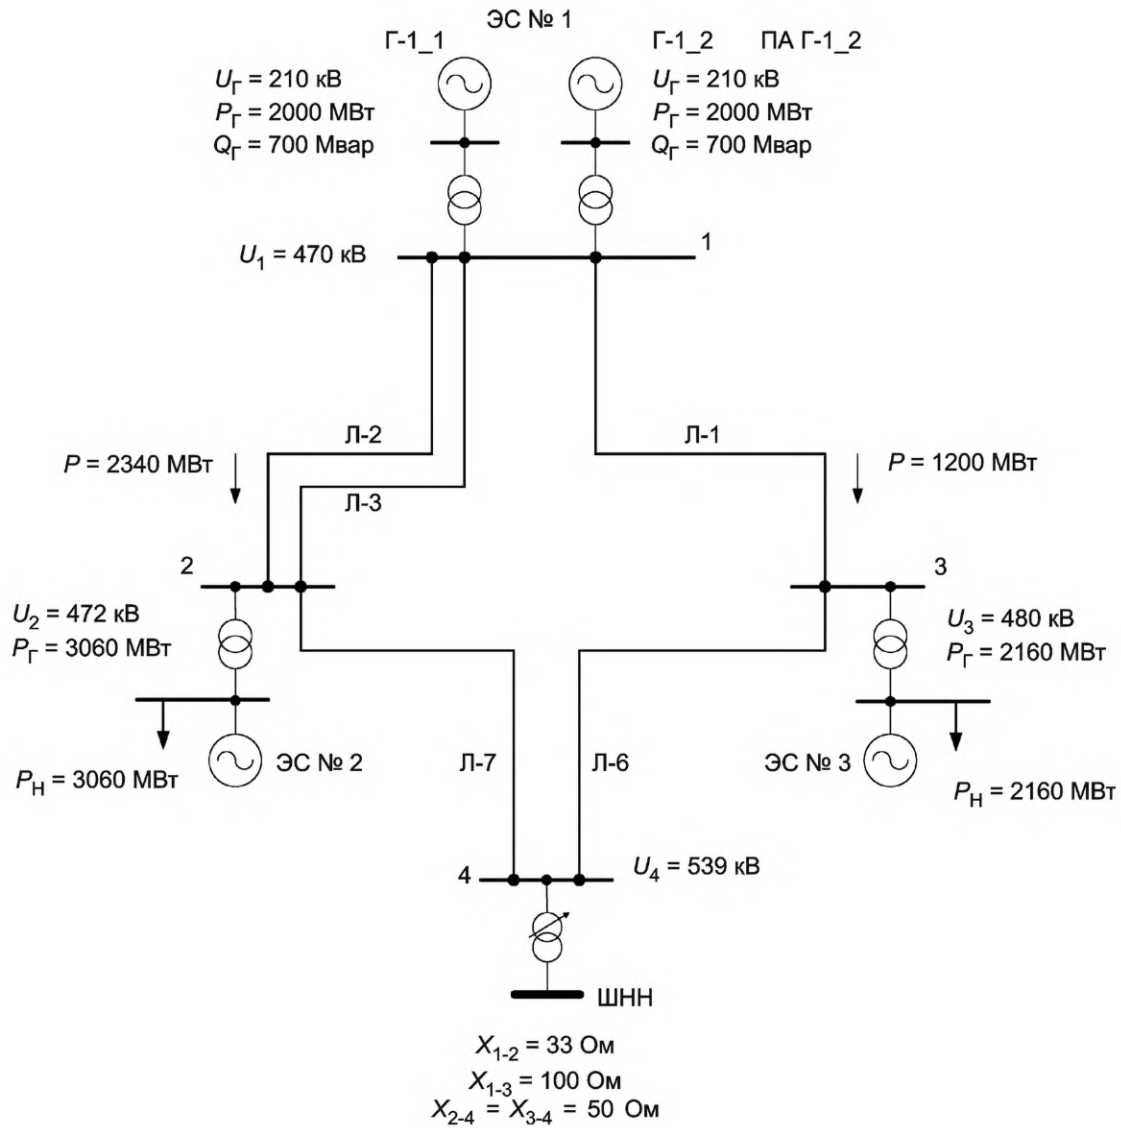 ЭС № 1
Г-1_1
Г-1_2
ПА Г-1_2
U_Г = 210 кВ
P_Г = 2000 МВт
Q_Г = 700 Мвар
U_Г = 210 кВ
P_Г = 2000 МВт
Q_Г = 700 Мвар
U_1 = 470 кВ
1
Л-2
Л-1
P = 2340 МВт
P = 1200 МВт
Л-3
2
3
U_2 = 472 кВ
P_Г = 3060 МВт
U_3 = 480 кВ
P_Г = 2160 МВт
ЭС № 2
Л-7
Л-6
ЭС № 3
P_Н = 3060 МВт
P_Н = 2160 МВт
4
U_4 = 539 кВ
ШНН
X_1-2 = 33 Ом
X_1-3 = 100 Ом
X_2-4 = X_3-4 = 50 Ом